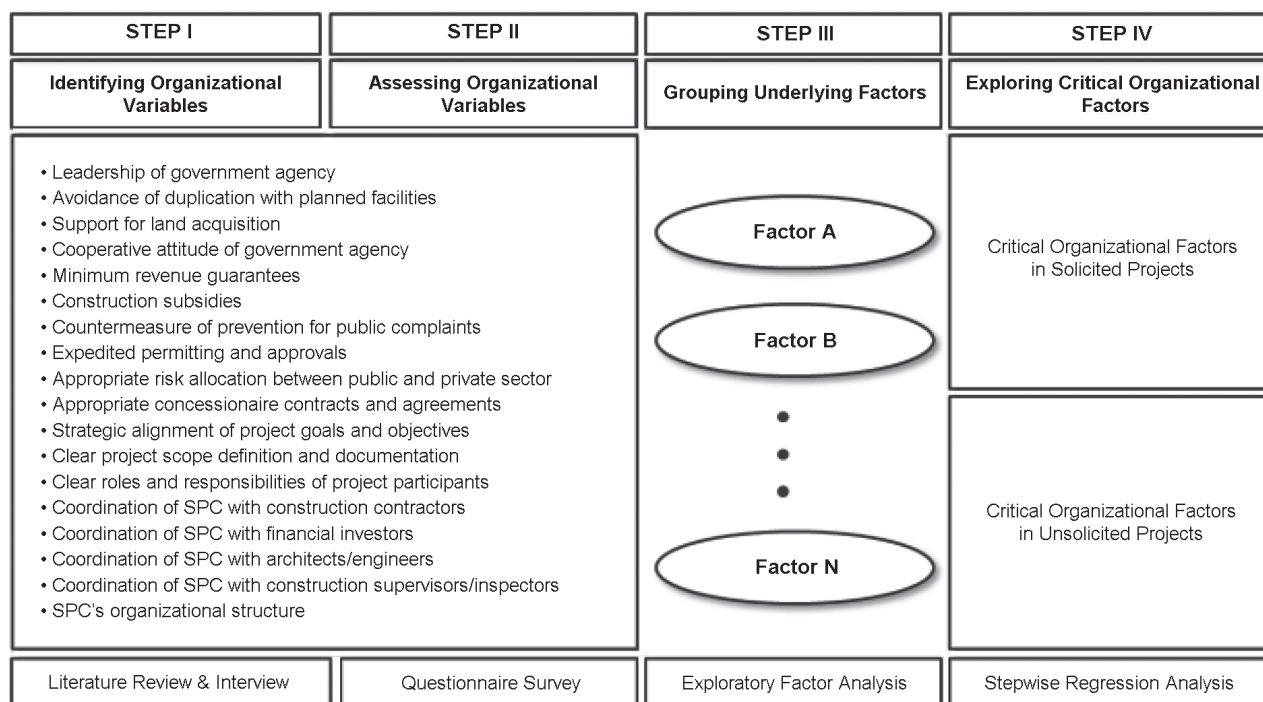 STEP I
STEP II
STEP III
STEP IV
Identifying Organizational
Variables
Assessing Organizational
Variables
Grouping Underlying Factors
Exploring Critical Organizational
Factors
• Leadership of government agency
• Avoidance of duplication with planned facilities
• Support for land acquisition
• Cooperative attitude of government agency
• Minimum revenue guarantees
• Construction subsidies
• Countermeasure of prevention for public complaints
• Expedited permitting and approvals
• Appropriate risk allocation between public and private sector
• Appropriate concessionaire contracts and agreements
• Strategic alignment of project goals and objectives
• Clear project scope definition and documentation
• Clear roles and responsibilities of project participants
• Coordination of SPC with construction contractors
• Coordination of SPC with financial investors
• Coordination of SPC with architects/engineers
• Coordination of SPC with construction supervisors/inspectors
• SPC's organizational structure
Factor A
Factor B
Factor N
Critical Organizational Factors
in Solicited Projects
Critical Organizational Factors
in Unsolicited Projects
Literature Review & Interview
Questionnaire Survey
Exploratory Factor Analysis
Stepwise Regression Analysis